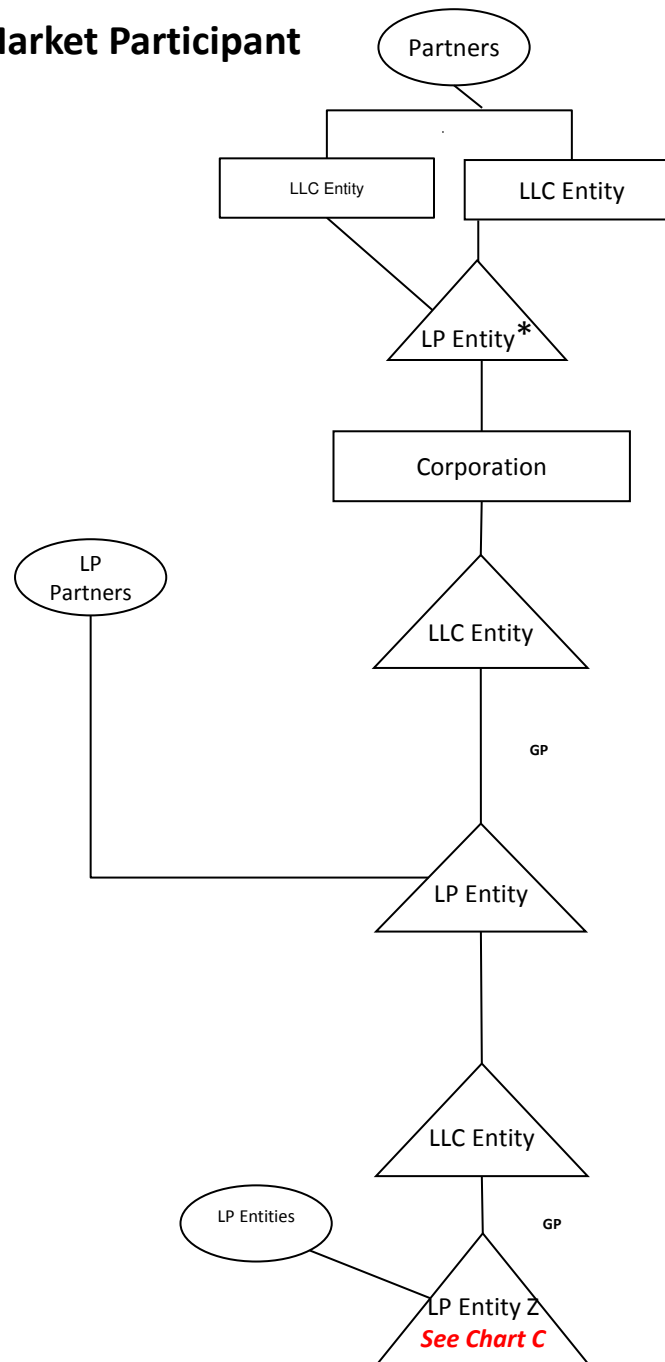 Market Participant
Partners
LLC Entity
LLC Entity
LP Entity*
Corporation
LP
Partners
LLC Entity
GP
LP Entity
LLC Entity
LP Entities
GP
LP Entity Z
See Chart C